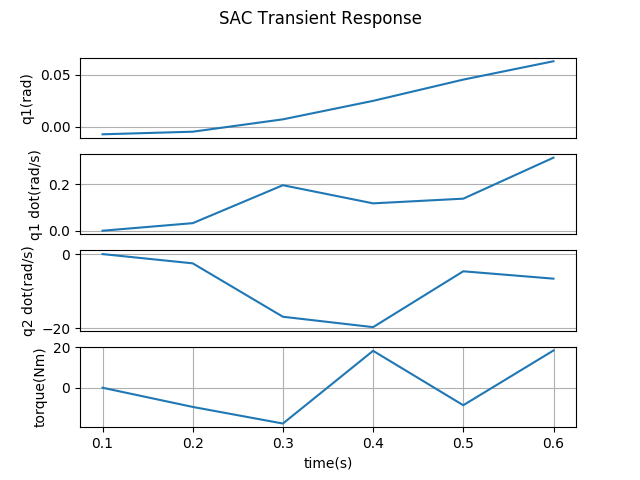 SAC Transient Response
q1(rad)
0.05
0.00
q1 dot(rad/s)
0.2
0.0
q2 dot(rad/s)
0
−20
torque(Nm)
20
0
0.1 0.2 0.3 0.4 0.5 0.6
time(s)